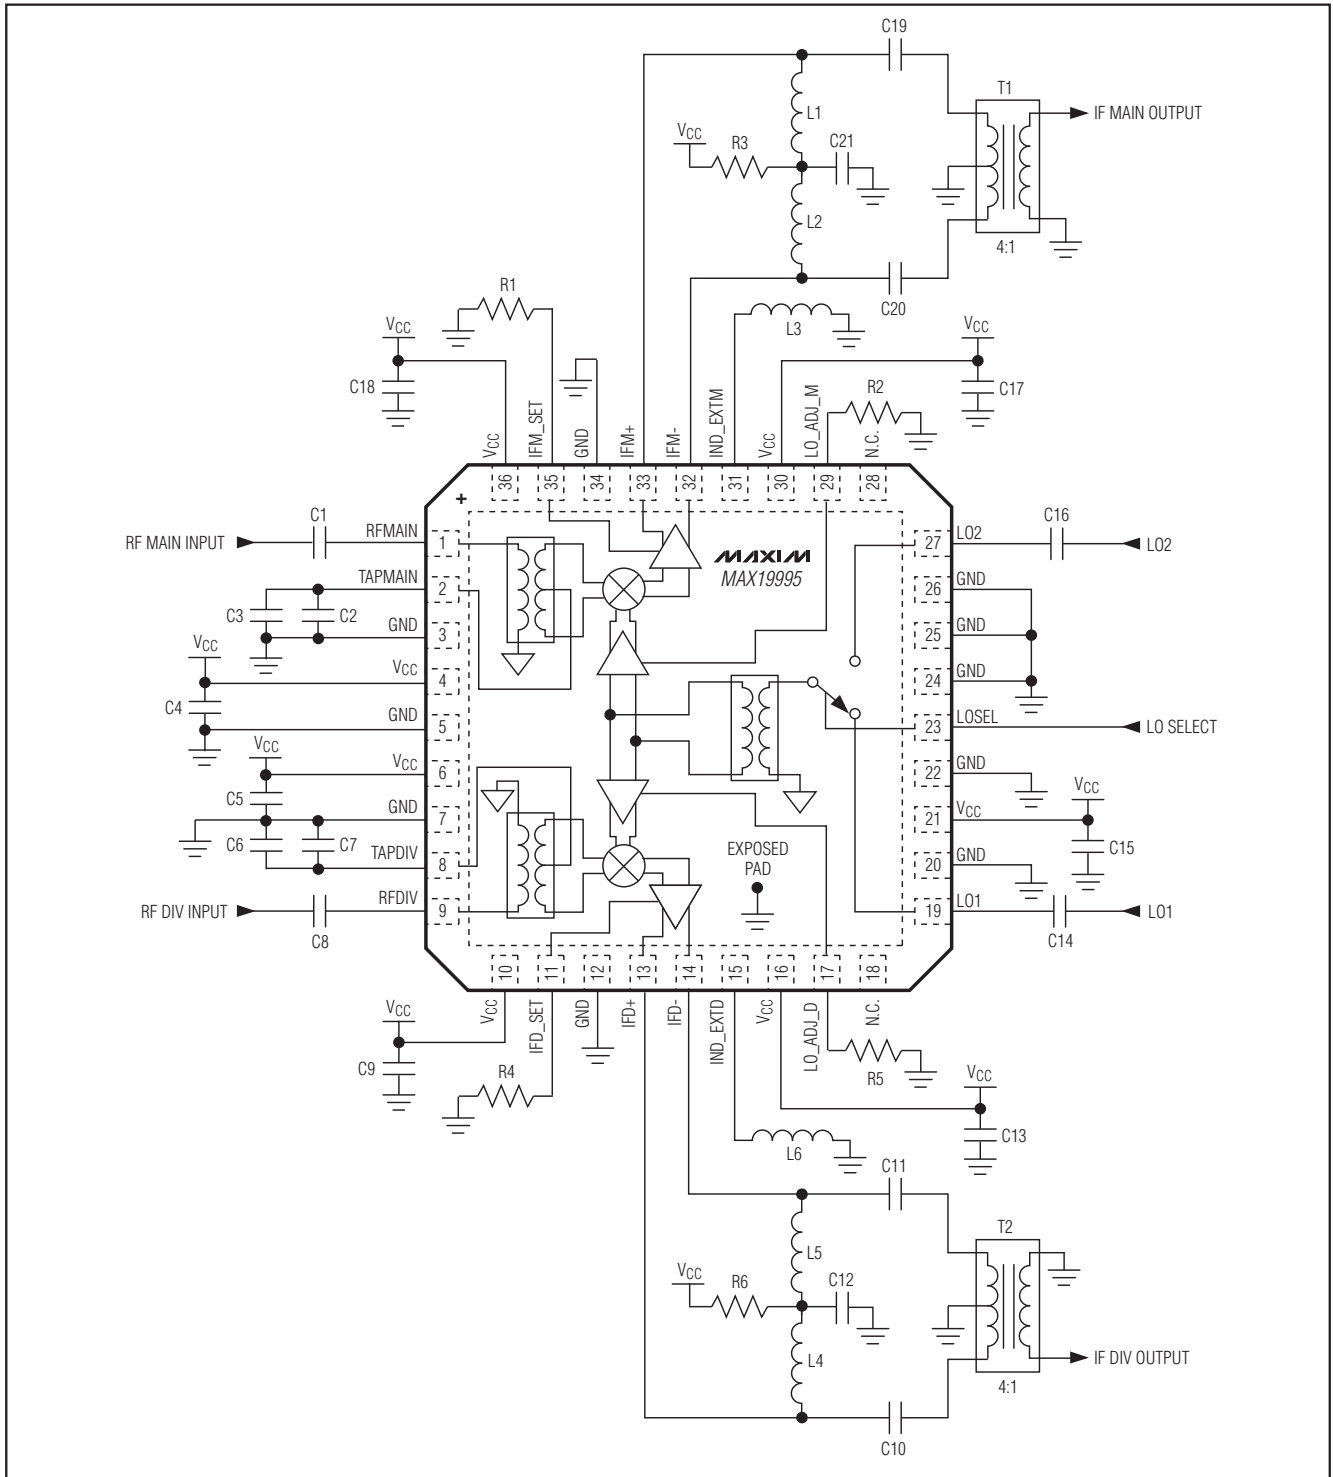 C19
T1
IF MAIN OUTPUT
L1
VCC
R3
C21
L2
4:1
C20
R1
L3
VCC
VCC
C18
R2
C17
VCC
IFM_SET
GND
IFM+
IFM-
IND_EXTM
VCC
LO_ADJ_M
N.C.
36
35
34
33
32
31
30
29
28
+
C1
RF MAIN INPUT
RFMAIN
1
MAXIM
MAX19995
27
LO2
C16
LO2
TAPMAIN
2
26
GND
C3
C2
GND
3
25
GND
VCC
VCC
4
24
GND
C4
GND
5
23
LOSEL
LO SELECT
VCC
VCC
6
22
GND
C5
VCC
GND
7
21
VCC
C6
C7
C15
TAPDIV
8
EXPOSED
PAD
20
GND
RF DIV INPUT
RFDIV
9
19
LO1
LO1
C8
C14
10
11
12
13
14
15
16
17
18
VCC
IFD_SET
GND
IFD+
IFD-
IND_EXTD
VCC
LO_ADJ_D
N.C.
VCC
C9
R4
R5
VCC
C13
L6
C11
T2
L5
VCC
R6
C12
L4
IF DIV OUTPUT
4:1
C10